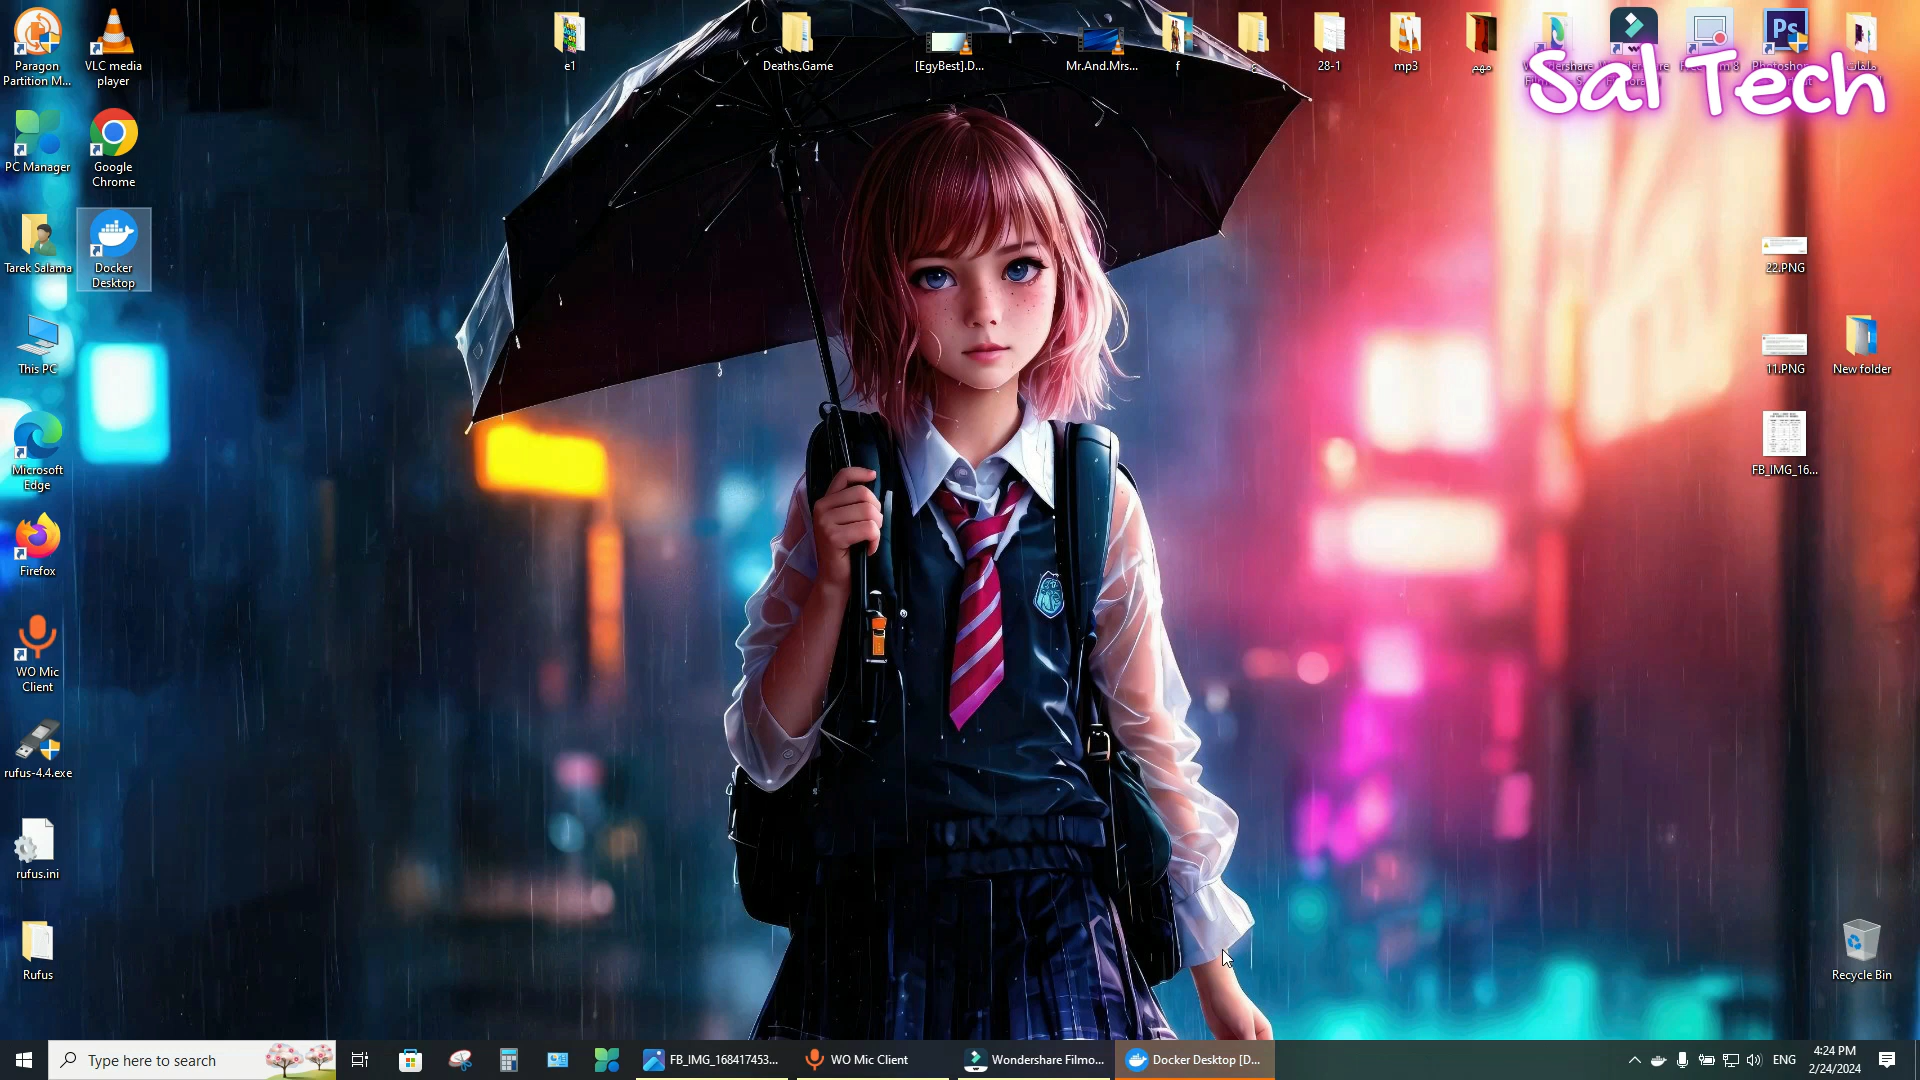 Paragon
Partition M...
VLC media
player
e1
Deaths.Game
[EgyBest].D...
Mr.And.Mrs...
f
ع
28-1
mp3
مهم
Ps
Sal Tech
PC Manager
Google
Chrome
Tarek Salama
Docker
Desktop
22.PNG
This PC
11.PNG
New folder
Microsoft
Edge
FB_IMG_16...
Firefox
WO Mic
Client
rufus-4.4.exe
rufus.ini
Rufus
Recycle Bin
Type here to search
FB_IMG_168417453...
WO Mic Client
Wondershare Filmo...
Docker Desktop [D...
ENG
4:24 PM
2/24/2024